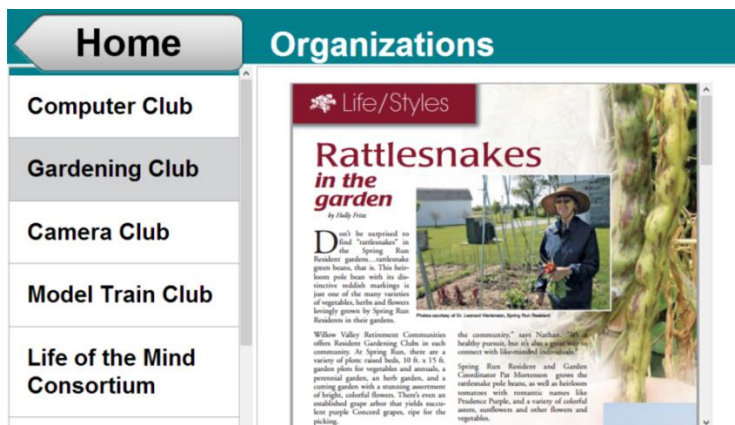 Home
Organizations
Computer Club
Gardening Club
Camera Club
Model Train Club
Life of the Mind
Consortium
Life/Styles
Rattlesnakes
in the
garden
by Holly Fritz
Don't be surprised to
find "rattlesnakes" in
the Spring Run
Resident gardens...rattlesnake
green beans, that is. This heir-
loom pole bean with its dis-
tinctive reddish markings is
just one of the many varieties
of vegetables, herbs and flowers
lovingly grown by Spring Run
Residents in their gardens.
Photos courtesy of Dr. Leonard Mortensen, Spring Run Resident
Willow Valley Retirement Communities
offers Resident Gardening Clubs in each
community. At Spring Run, there are a
variety of plots: raised beds, 10 ft. x 15 ft.
garden plots for vegetables and annuals, a
perennial garden, an herb garden, and a
cutting garden with a stunning assortment
of bright, colorful flowers. There's even an
established grape arbor that yields succu-
lent purple Concord grapes, ripe for the
picking.
the community," says Nathan. "It's a
healthy pursuit, but it's also a great way to
connect with like-minded individuals."
Spring Run Resident and Garden
Coordinator Pat Mortenson grows the
rattlesnake pole beans, as well as heirloom
tomatoes with romantic names like
Prudence Purple, and a variety of colorful
asters, sunflowers and other flowers and
vegetables.